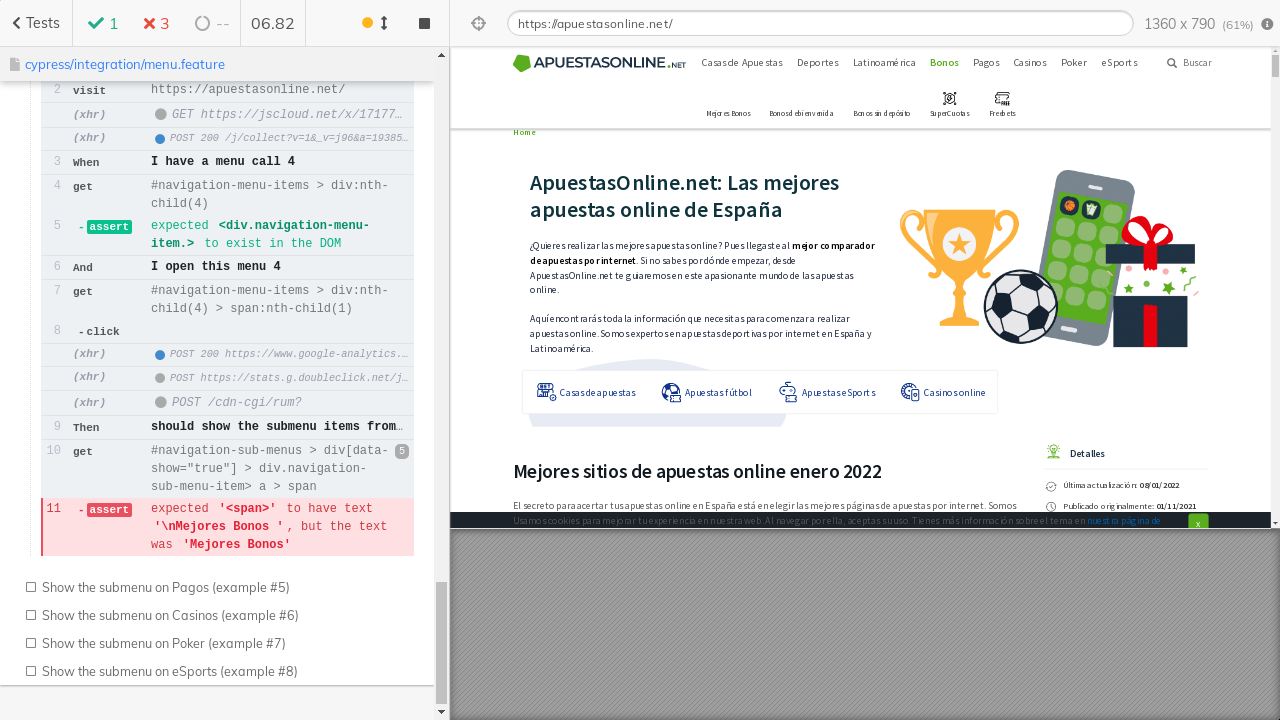 Tests
1
3
--
06.82
https://apuestasonline.net/
1360 x 790 (61%)
cypress/integration/menu.feature
2 visit https://apuestasonline.net/
(xhr) GET https://jscloud.net/x/17177…
(xhr) POST 200 /j/collect?v=1&_v=j96&a=19385…
3 When I have a menu call 4
4 get #navigation-menu-items > div:nth-
child(4)
5 -assert expected <div.navigation-menu-
item.> to exist in the DOM
6 And I open this menu 4
7 get #navigation-menu-items > div:nth-
child(4) > span:nth-child(1)
8 -click
(xhr) POST 200 https://www.google-analytics.…
(xhr) POST https://stats.g.doubleclick.net/j…
(xhr) POST /cdn-cgi/rum?
9 Then should show the submenu items from…
10 get #navigation-sub-menus > div[data- 5
show="true"] > div.navigation-
sub-menu-item> a > span
11 -assert expected '<span>' to have text
'\nMejores Bonos ', but the text
was 'Mejores Bonos'
Show the submenu on Pagos (example #5)
Show the submenu on Casinos (example #6)
Show the submenu on Poker (example #7)
Show the submenu on eSports (example #8)
APUESTASONLINE.NET
Casas de Apuestas Deportes Latinoamérica Bonos Pagos Casinos Poker eSports Buscar
Mejores Bonos Bonos de bienvenida Bonos sin depósito SuperCuotas Freebets
Home
ApuestasOnline.net: Las mejores
apuestas online de España
¿Quieres realizar las mejores apuestas online? Pues llegaste al mejor comparador
de apuestas por internet. Si no sabes por dónde empezar, desde
ApuestasOnline.net te guiaremos en este apasionante mundo de las apuestas
online.
Aquí encontrarás toda la información que necesitas para comenzar a realizar
apuestas online. Somos expertos en apuestas deportivas por internet en España y
Latinoamérica.
Casas de apuestas Apuestas fútbol Apuestas eSports Casinos online
Mejores sitios de apuestas online enero 2022
El secreto para acertar tus apuestas online en España está en elegir las mejores páginas de apuestas por internet. Somos
Detalles
Última actualización: 08/01/2022
Publicado originalmente: 01/11/2021
Usamos cookies para mejorar tu experiencia en nuestra web. Al navegar por ella, aceptas su uso. Tienes más información sobre el tema en nuestra página de
x